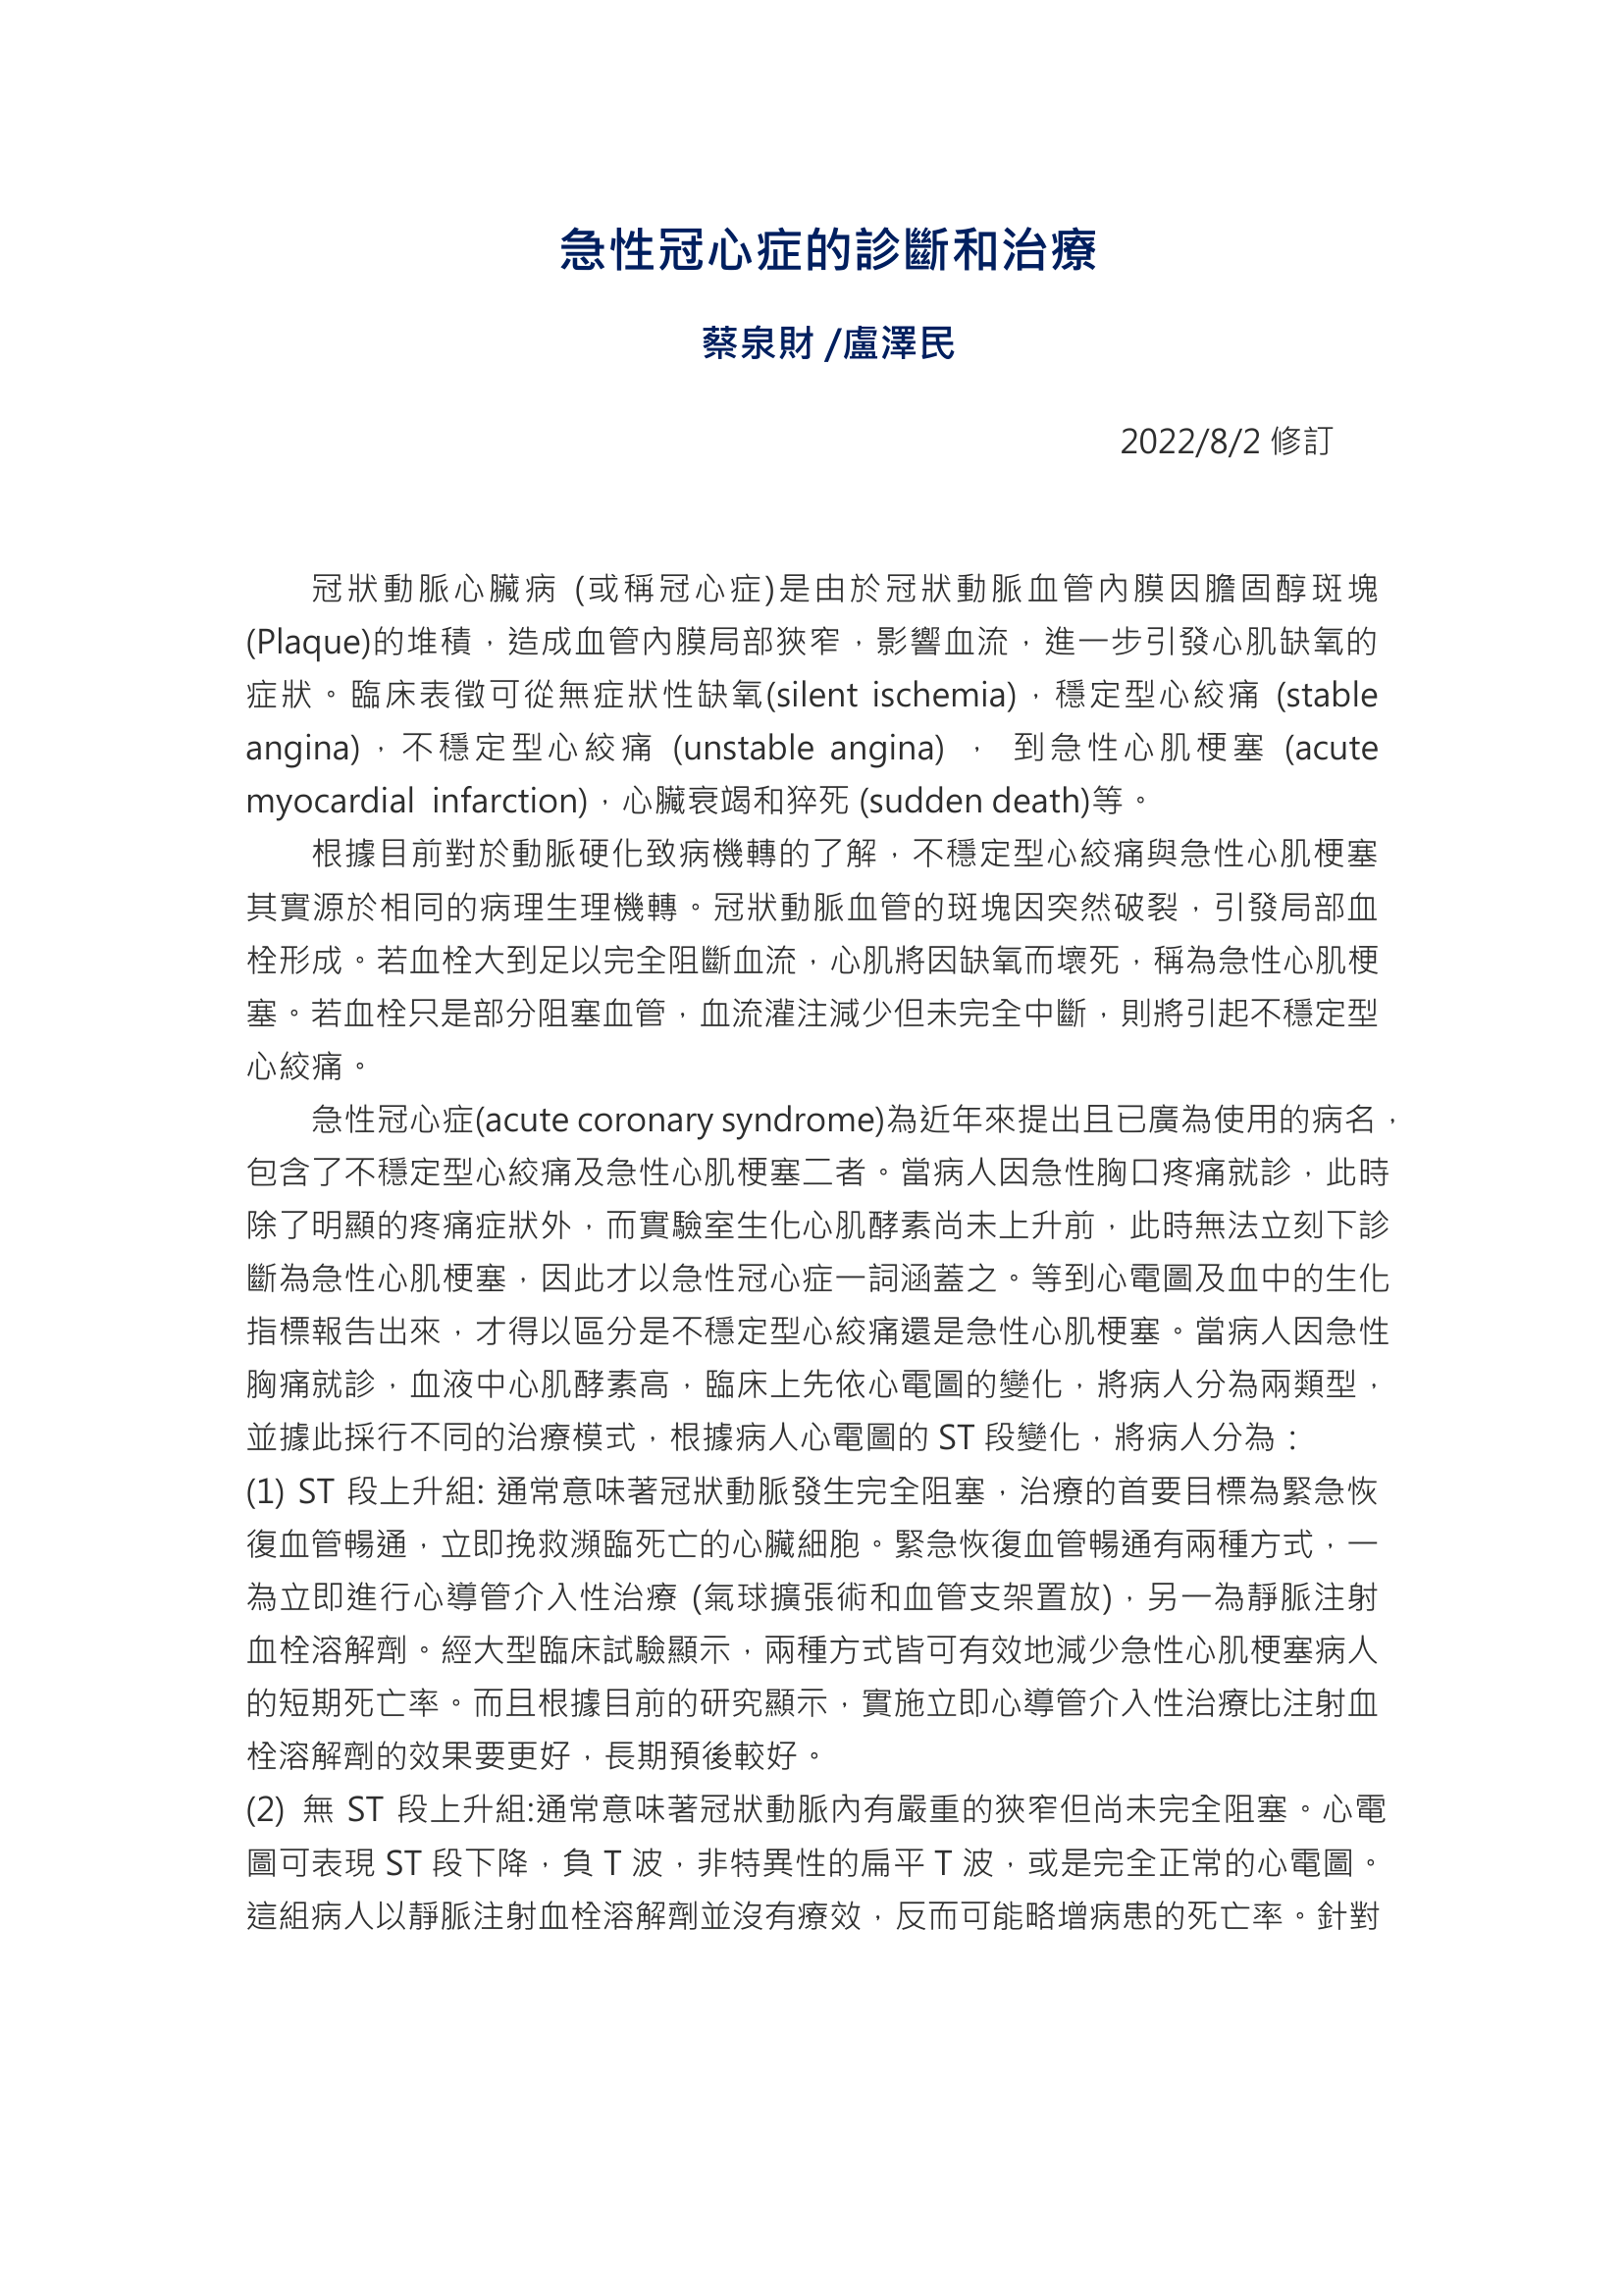 急性冠心症的診斷和治療
蔡泉財 /盧澤民
2022/8/2 修訂
冠狀動脈心臟病 (或稱冠心症)是由於冠狀動脈血管內膜因膽固醇斑塊
(Plaque)的堆積，造成血管內膜局部狹窄，影響血流，進一步引發心肌缺氧的
症狀。臨床表徵可從無症狀性缺氧(silent ischemia)，穩定型心絞痛 (stable
angina)，不穩定型心絞痛 (unstable angina) ， 到急性心肌梗塞 (acute
myocardial infarction)，心臟衰竭和猝死 (sudden death)等。
根據目前對於動脈硬化致病機轉的了解，不穩定型心絞痛與急性心肌梗塞
其實源於相同的病理生理機轉。冠狀動脈血管的斑塊因突然破裂，引發局部血
栓形成。若血栓大到足以完全阻斷血流，心肌將因缺氧而壞死，稱為急性心肌梗
塞。若血栓只是部分阻塞血管，血流灌注減少但未完全中斷，則將引起不穩定型
心絞痛。
急性冠心症(acute coronary syndrome)為近年來提出且已廣為使用的病名，
包含了不穩定型心絞痛及急性心肌梗塞二者。當病人因急性胸口疼痛就診，此時
除了明顯的疼痛症狀外，而實驗室生化心肌酵素尚未上升前，此時無法立刻下診
斷為急性心肌梗塞，因此才以急性冠心症一詞涵蓋之。等到心電圖及血中的生化
指標報告出來，才得以區分是不穩定型心絞痛還是急性心肌梗塞。當病人因急性
胸痛就診，血液中心肌酵素高，臨床上先依心電圖的變化，將病人分為兩類型，
並據此採行不同的治療模式，根據病人心電圖的 ST 段變化，將病人分為：
(1) ST 段上升組: 通常意味著冠狀動脈發生完全阻塞，治療的首要目標為緊急恢
復血管暢通，立即挽救瀕臨死亡的心臟細胞。緊急恢復血管暢通有兩種方式，一
為立即進行心導管介入性治療 (氣球擴張術和血管支架置放)，另一為靜脈注射
血栓溶解劑。經大型臨床試驗顯示，兩種方式皆可有效地減少急性心肌梗塞病人
的短期死亡率。而且根據目前的研究顯示，實施立即心導管介入性治療比注射血
栓溶解劑的效果要更好，長期預後較好。
(2) 無 ST 段上升組:通常意味著冠狀動脈內有嚴重的狹窄但尚未完全阻塞。心電
圖可表現 ST 段下降，負 T 波，非特異性的扁平 T 波，或是完全正常的心電圖。
這組病人以靜脈注射血栓溶解劑並沒有療效，反而可能略增病患的死亡率。針對